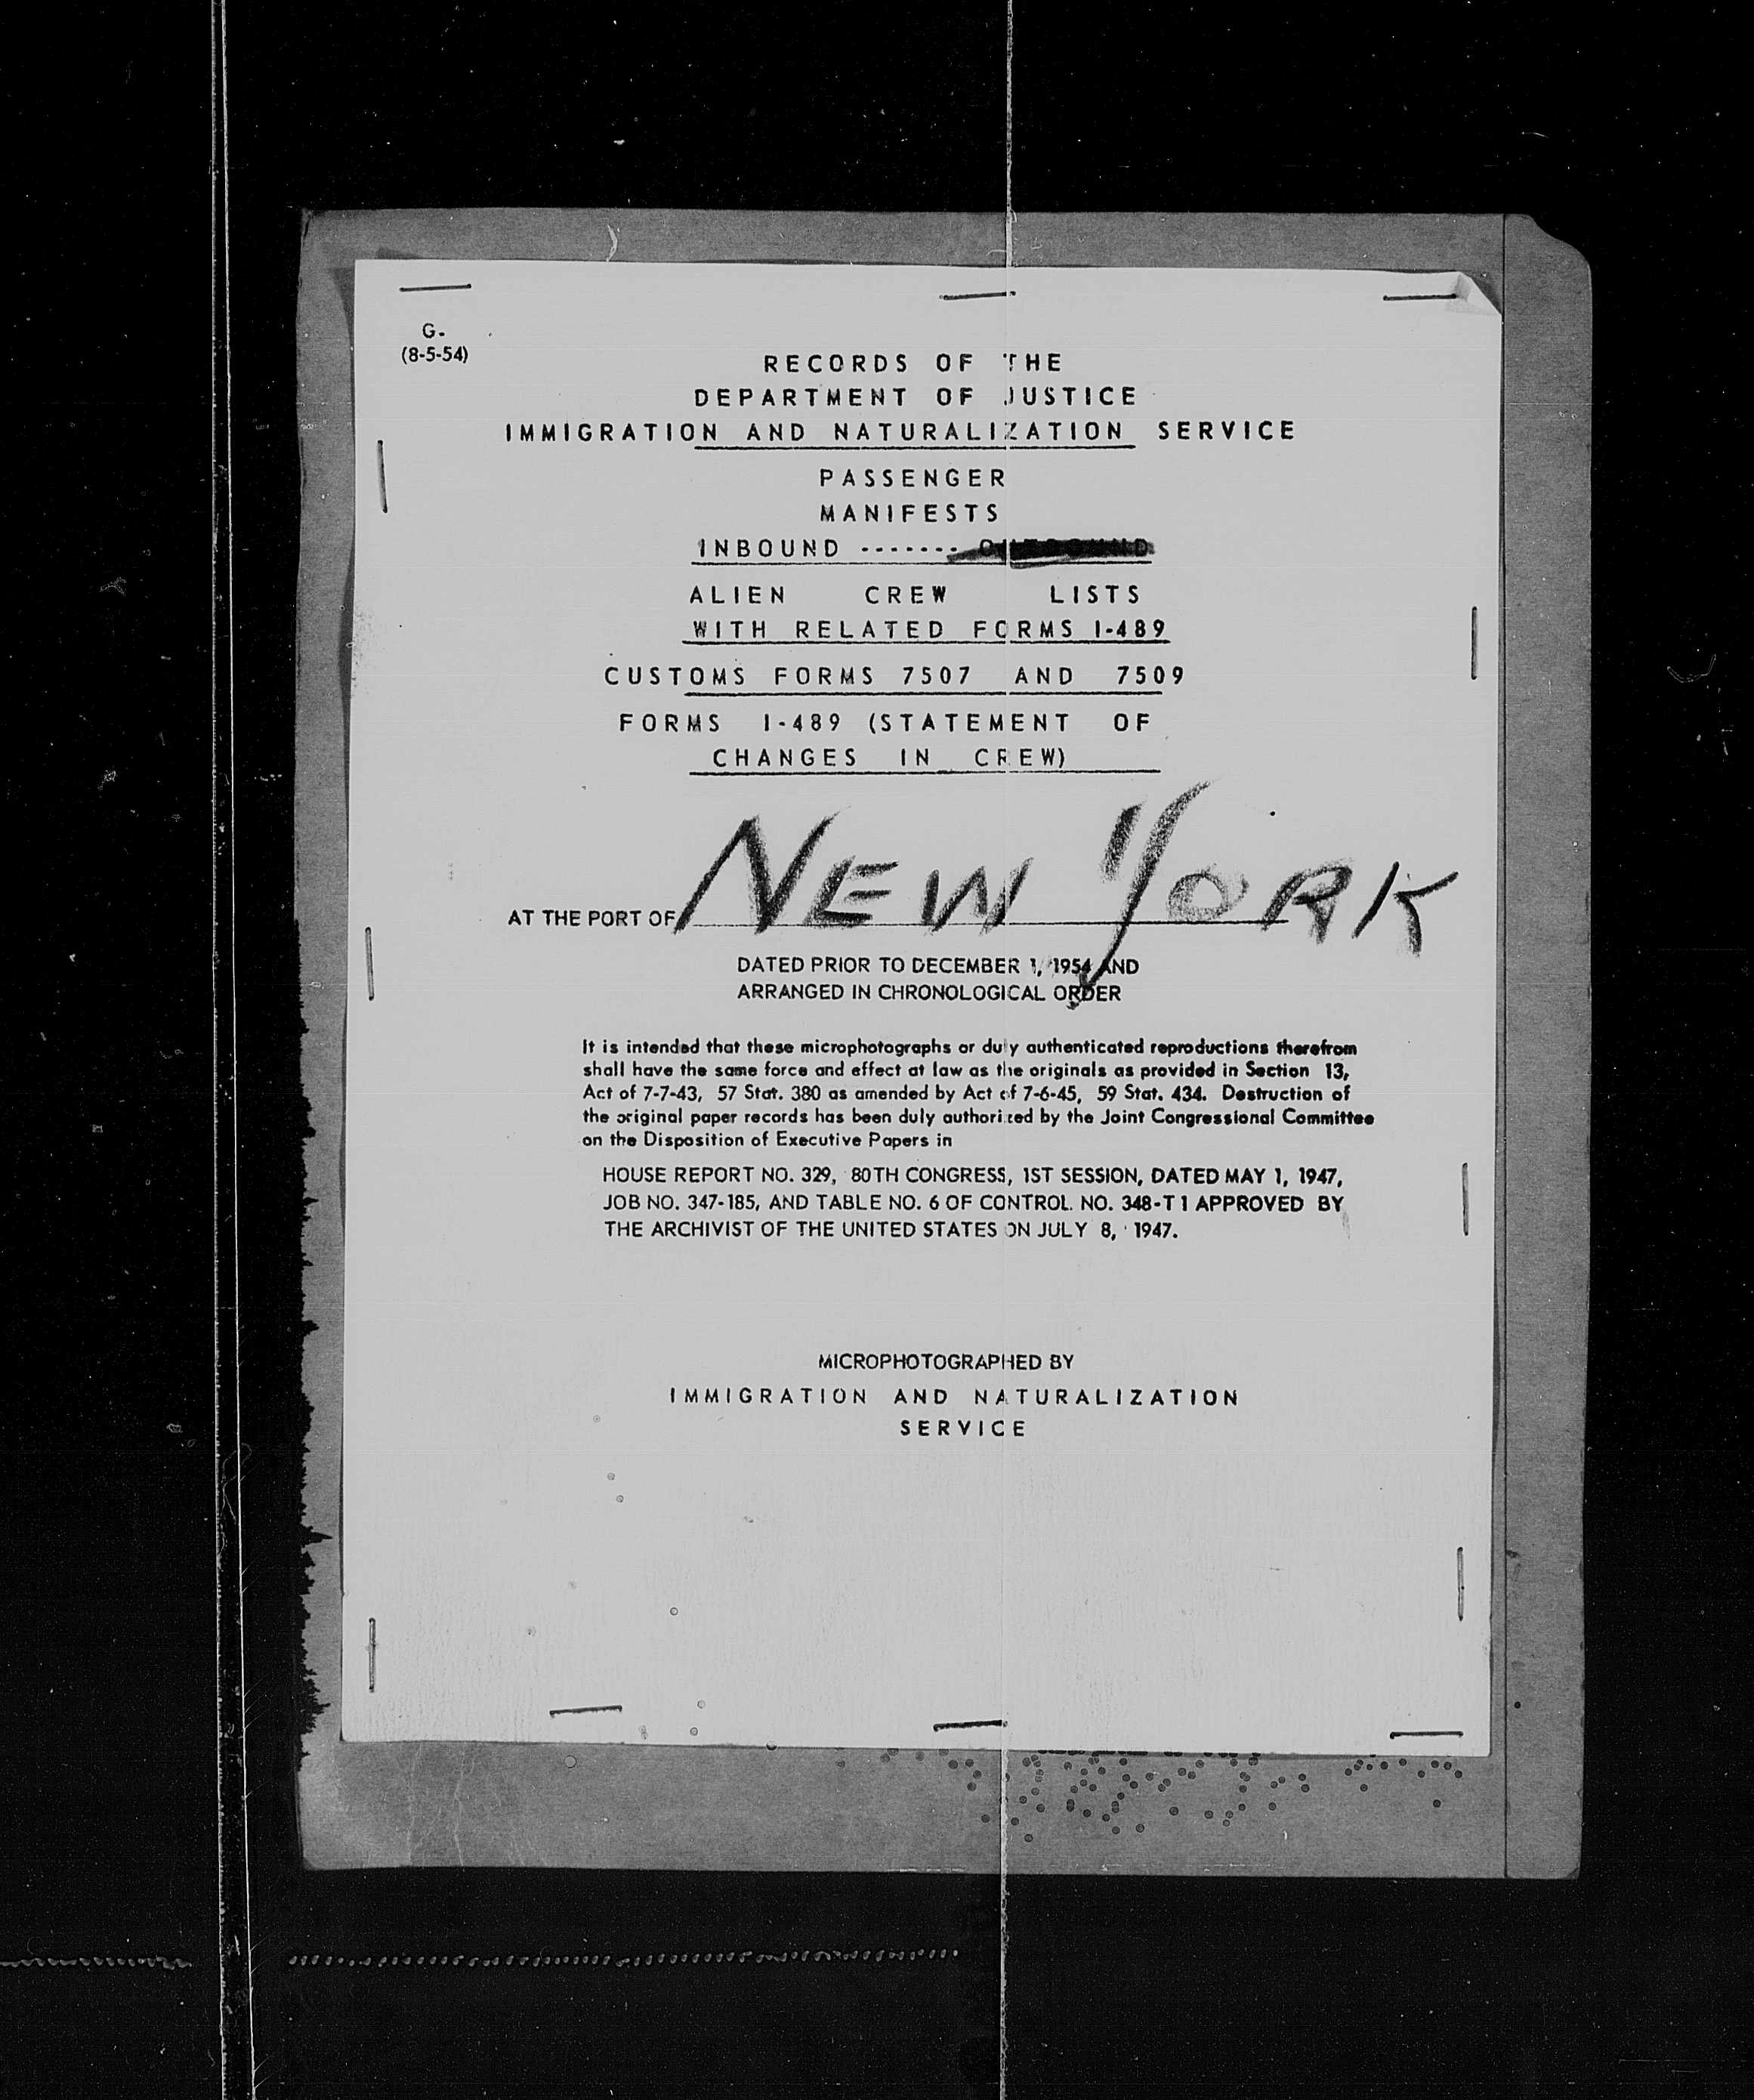 G-
(8-5-54)
RECORDS OF THE
DEPARTMENT OF JUSTICE
IMMIGRATION AND NATURALIZATION SERVICE
PASSENGER
MANIFESTS
INBOUND ------- OUTBOUND
ALIEN CREW LISTS
WITH RELATED FORMS I-489
CUSTOMS FORMS 7507 AND 7509
FORMS I-489 (STATEMENT OF
CHANGES IN CREW)
AT THE PORT OF NEW YORK
DATED PRIOR TO DECEMBER 1, 1954 AND
ARRANGED IN CHRONOLOGICAL ORDER
It is intended that these microphotographs or duly authenticated reproductions therefrom
shall have the same force and effect at law as the originals as provided in Section 13,
Act of 7-7-43, 57 Stat. 380 as amended by Act of 7-6-45, 59 Stat. 434. Destruction of
the original paper records has been duly authorized by the Joint Congressional Committee
on the Disposition of Executive Papers in
HOUSE REPORT NO. 329, 80TH CONGRESS, 1ST SESSION, DATED MAY 1, 1947,
JOB NO. 347-185, AND TABLE NO. 6 OF CONTROL NO. 348-T1 APPROVED BY
THE ARCHIVIST OF THE UNITED STATES ON JULY 8, 1947.
MICROPHOTOGRAPHED BY
IMMIGRATION AND NATURALIZATION
SERVICE